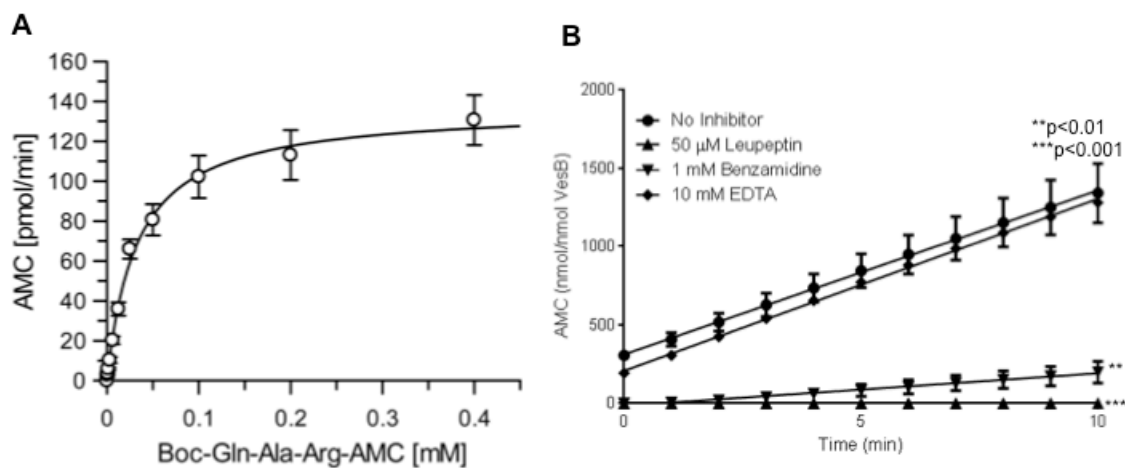 A
160
140
120
100
80
60
40
20
0
AMC [pmol/min]
0
0.1
0.2
0.3
0.4
Boc-Gln-Ala-Arg-AMC [mM]
B
2000
1500
1000
500
0
AMC (nmol/nmol VesB)
No Inhibitor
50 µM Leupeptin
1 mM Benzamidine
10 mM EDTA
**p<0.01
***p<0.001
**
***
0
5
10
Time (min)